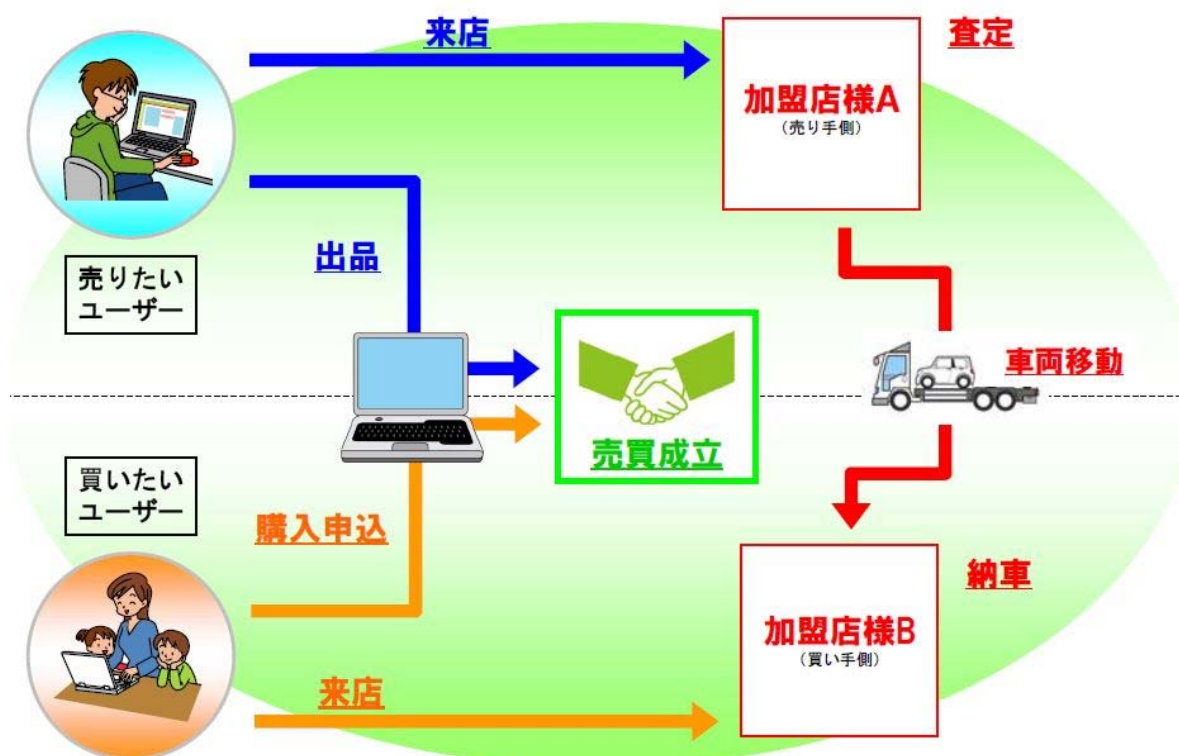 来店
査定
加盟店様A
（売り手側）
出品
売りたい
ユーザー
車両移動
売買成立
買いたい
ユーザー
購入申込
納車
加盟店様B
（買い手側）
来店